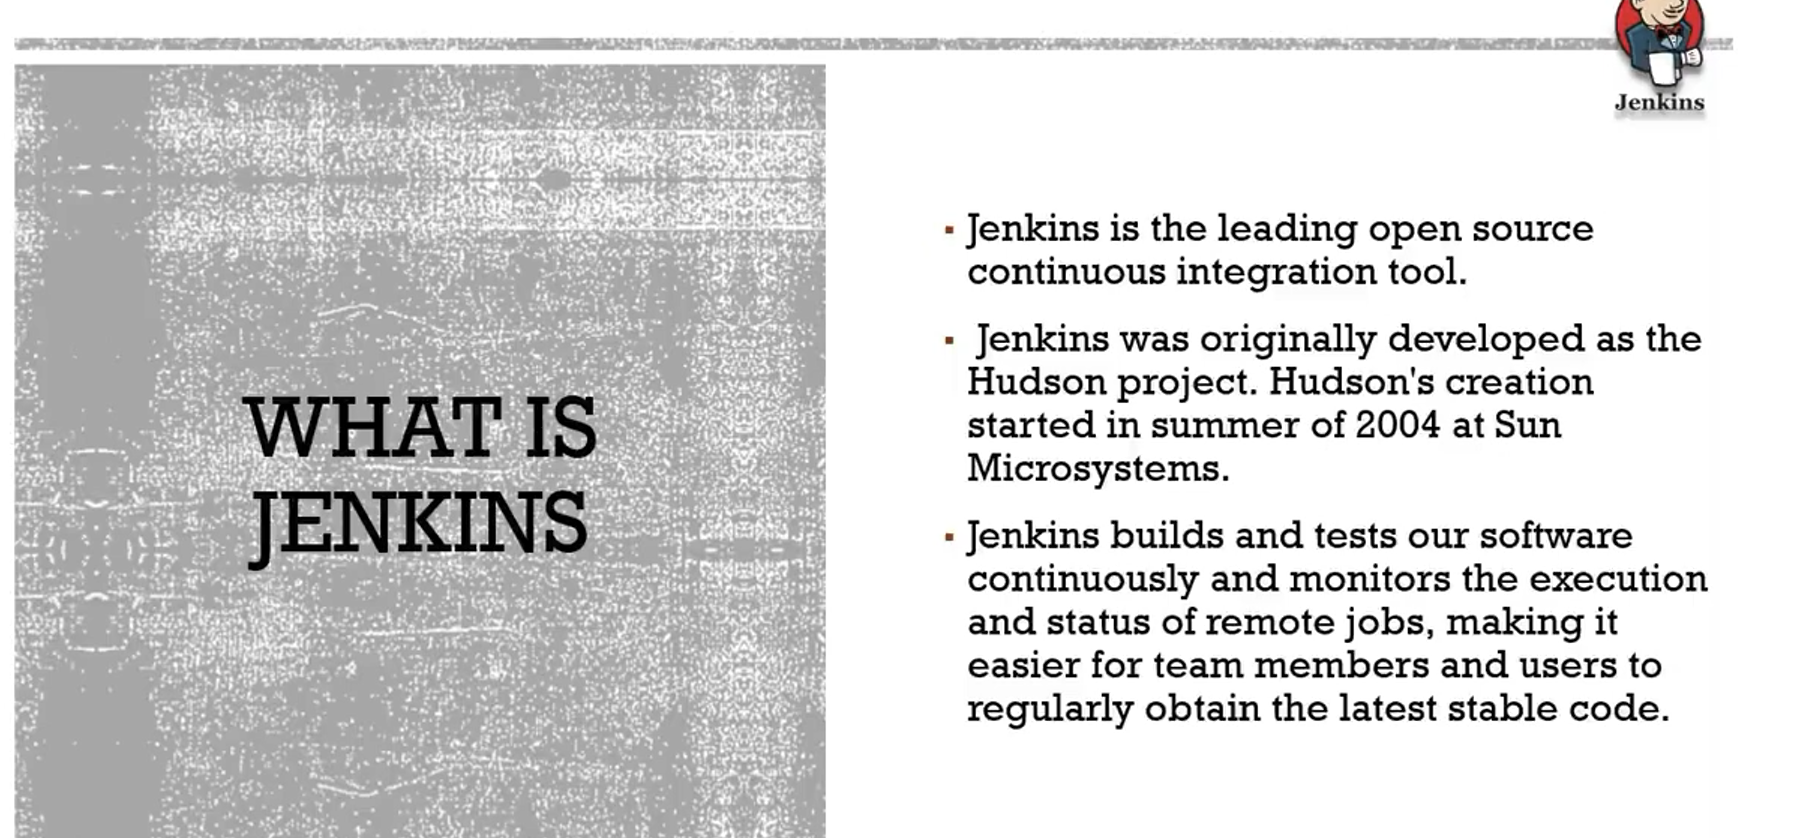 Jenkins
WHAT IS
JENKINS
▪ Jenkins is the leading open source
continuous integration tool.
▪ Jenkins was originally developed as the
Hudson project. Hudson's creation
started in summer of 2004 at Sun
Microsystems.
▪ Jenkins builds and tests our software
continuously and monitors the execution
and status of remote jobs, making it
easier for team members and users to
regularly obtain the latest stable code.